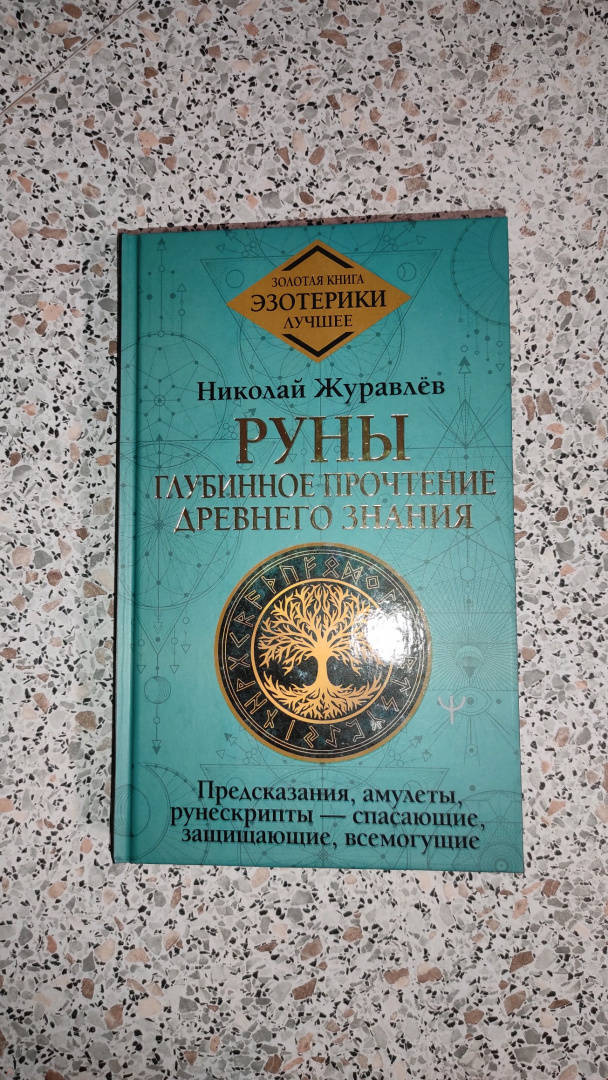 ЗОЛОТАЯ КНИГА
ЭЗОТЕРИКИ
ЛУЧШЕЕ
Николай Журавлёв
РУНЫ
ГЛУБИННОЕ ПРОЧТЕНИЕ
ДРЕВНЕГО ЗНАНИЯ
Предсказания, амулеты,
рунескрипты — спасающие,
защищающие, всемогущие